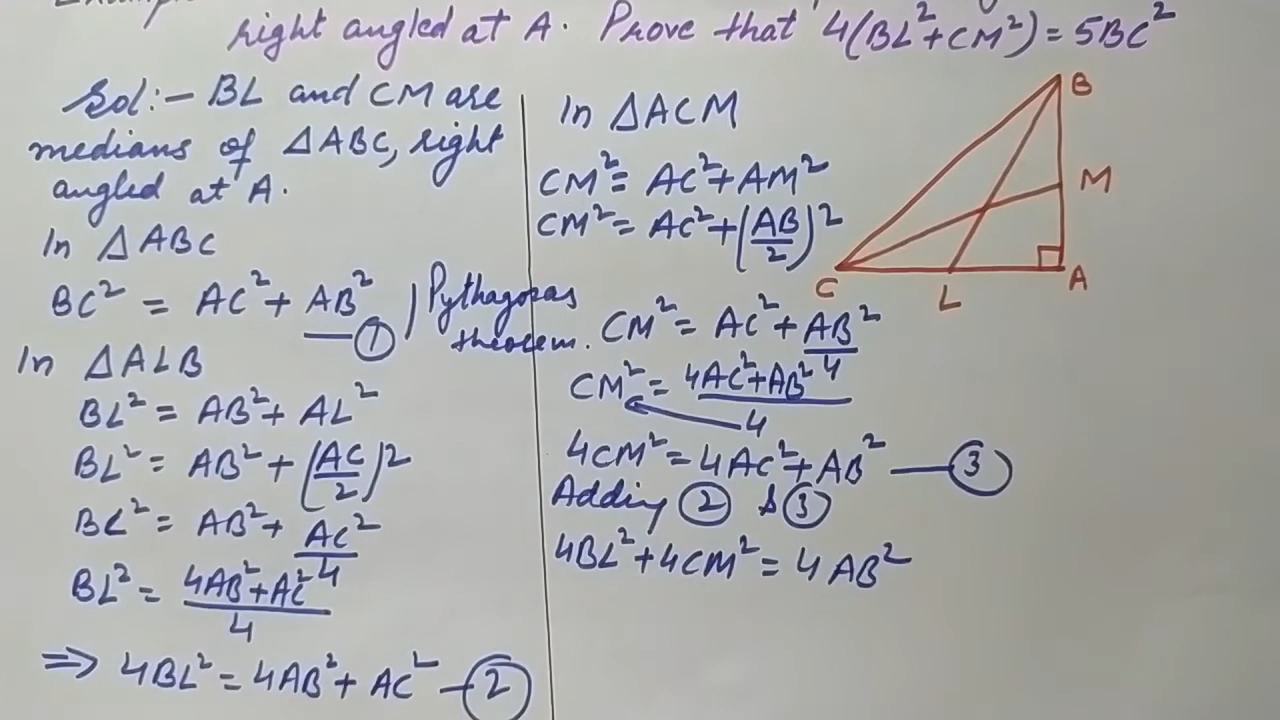 right angled at A. Prove that 4(BL²+CM²)=5BC²
Sol:- BL and CM are
medians of ΔABC, right
angled at A.
In ΔABC
BC² = AC² + AB² ) Pythagoras
— ① theorem.
In ΔALB
BL² = AB² + AL²
BL² = AB² + (AC/2)²
BL² = AB² + AC²/4
BL² = 4AB²+AC²/4
⇒ 4BL² = 4AB² + AC² — ②
In ΔACM
CM² = AC² + AM²
CM² = AC² + (AB/2)²
CM² = AC² + AB²/4
CM² = 4AC²+AB²/4
4CM² = 4AC² + AB² — ③
Adding ② & ③
4BL² + 4CM² = 4AB²
B
M
C
L
A